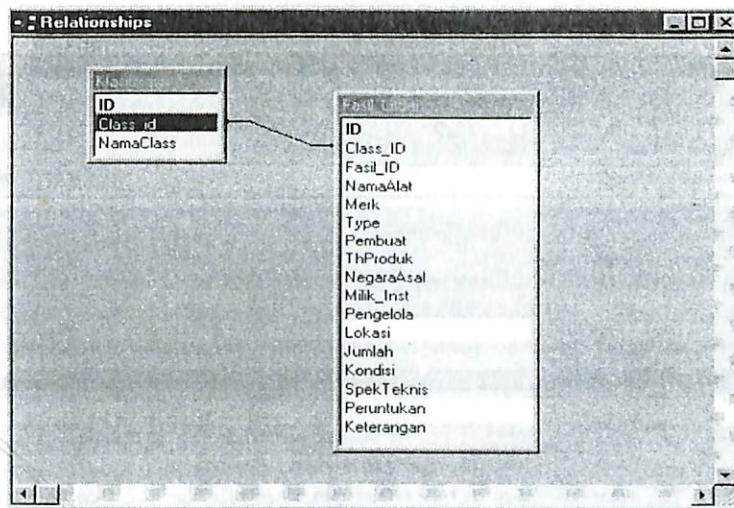 Relationships
ID
Class_id
NamaClass
ID
Class_ID
Fasil_ID
NamaAlat
Merk
Type
Pembuat
ThProduk
NegaraAsal
Milik_Inst
Pengelola
Lokasi
Jumlah
Kondisi
SpekTeknis
Peruntukan
Keterangan